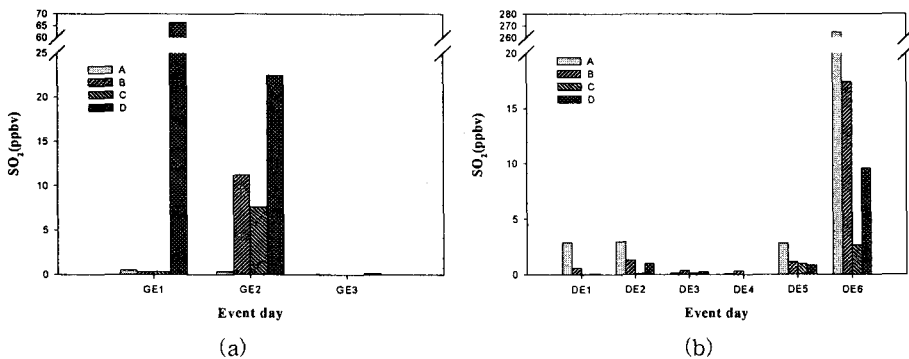 70
65
60
25
20
15
10
5
0
SO2(ppbv)
A
B
C
D
GE1 GE2 GE3
Event day
(a)
280
260
20
15
10
5
0
SO2(ppbv)
A
B
C
D
DE1 DE2 DE3 DE4 DE5 DE6
Event day
(b)